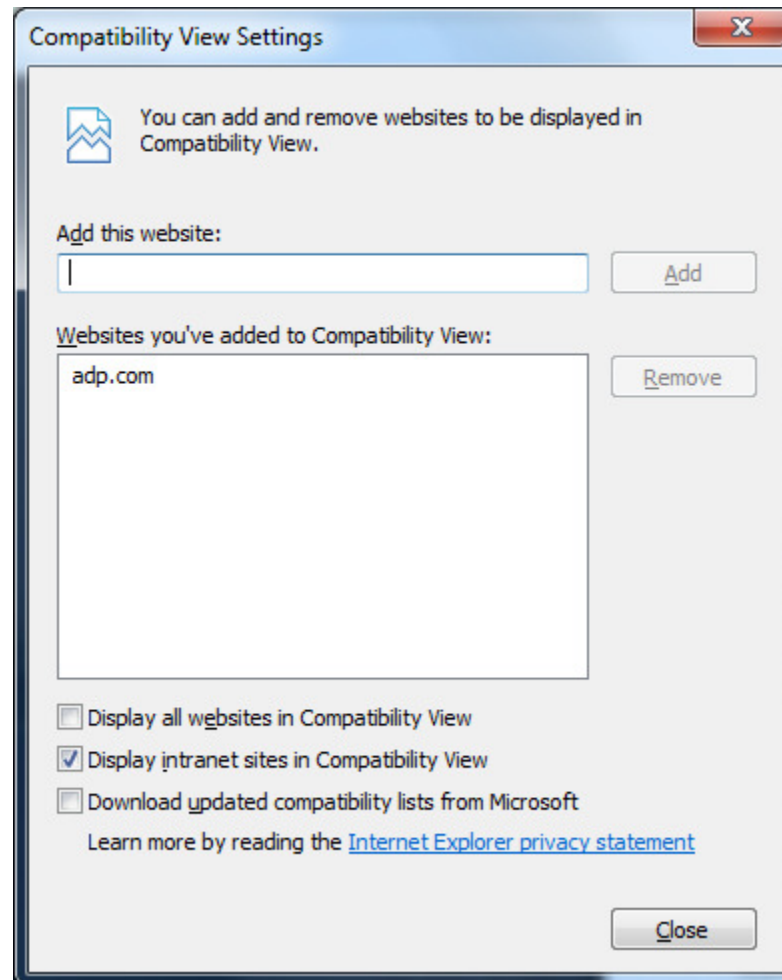 Compatibility View Settings
You can add and remove websites to be displayed in
Compatibility View.
Add this website:
Add
Websites you've added to Compatibility View:
adp.com
Remove
Display all websites in Compatibility View
Display intranet sites in Compatibility View
Download updated compatibility lists from Microsoft
Learn more by reading the Internet Explorer privacy statement
Close